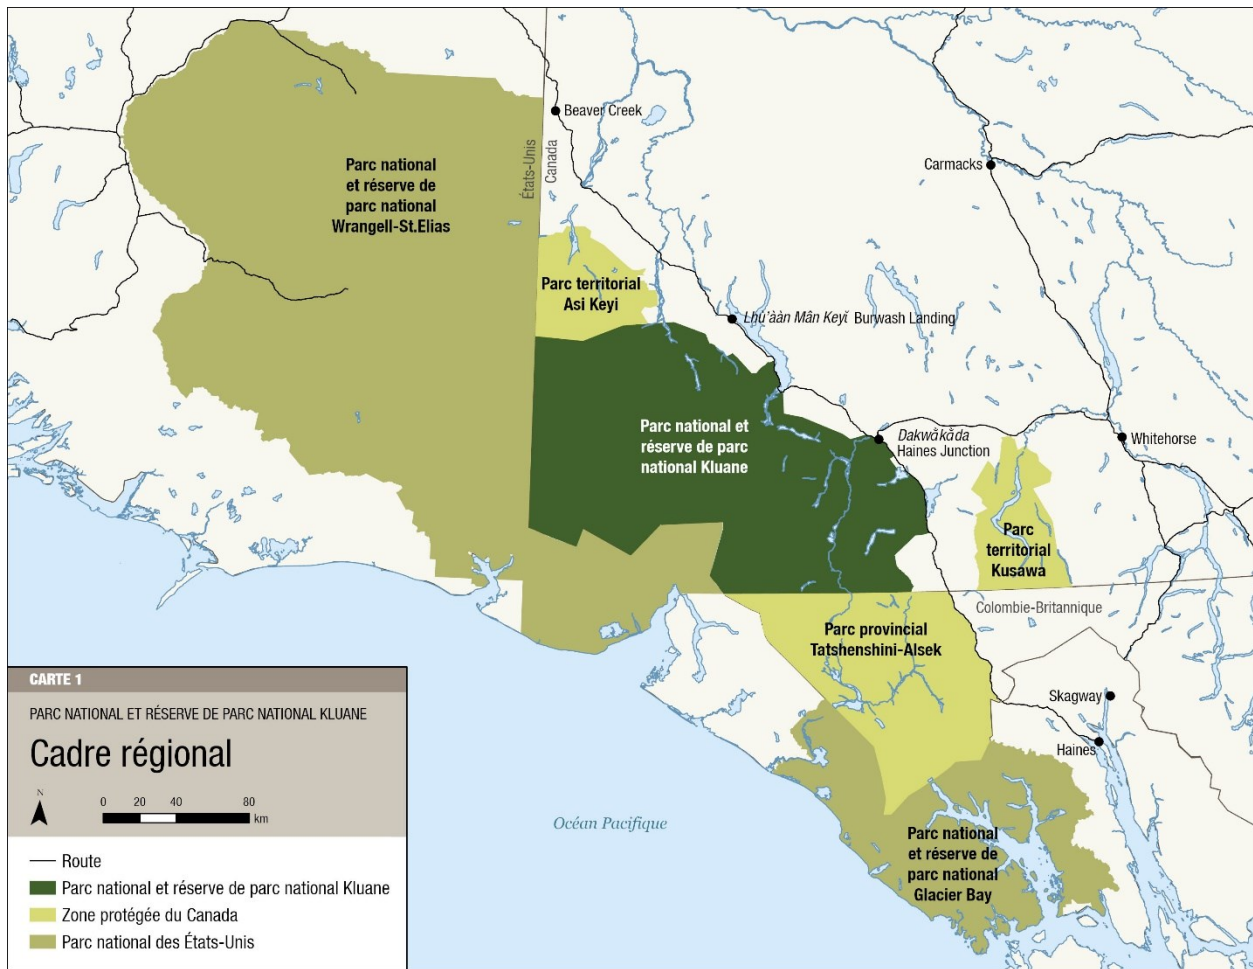 Beaver Creek
Carmacks
États-Unis
Canada
Parc national
et réserve de
parc national
Wrangell-St.Elias
Parc territorial
Asi Keyi
Lhu'ààn Mân Keyi ̆ Burwash Landing
Parc national et
réserve de parc
national Kluane
Dakwåkåda
Haines Junction
Whitehorse
Parc
territorial
Kusawa
Colombie-Britannique
Parc provincial
Tatshenshini-Alsek
Skagway
Haines
Océan Pacifique
Parc national
et réserve de
parc national
Glacier Bay
CARTE 1
PARC NATIONAL ET RÉSERVE DE PARC NATIONAL KLUANE
Cadre régional
N
0 20 40 80
km
Route
Parc national et réserve de parc national Kluane
Zone protégée du Canada
Parc national des États-Unis